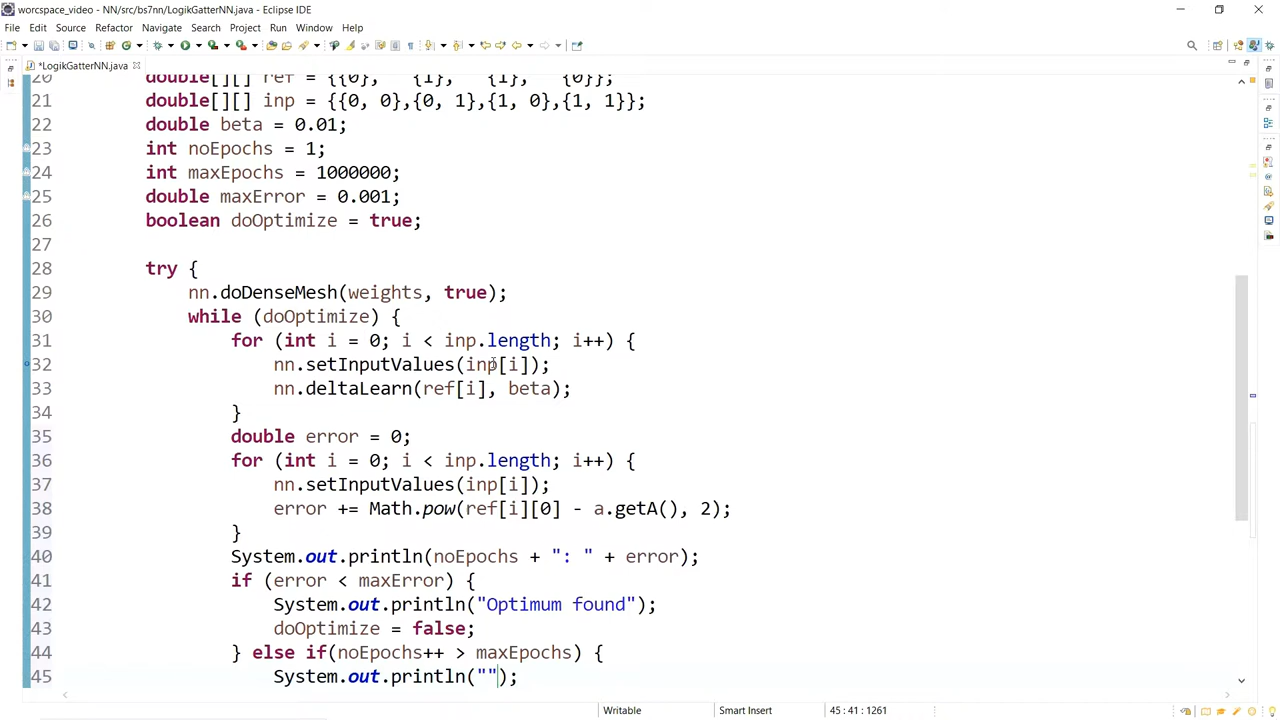 worcspace_video - NN/src/bs7nn/LogikGatterNN.java - Eclipse IDE
File Edit Source Refactor Navigate Search Project Run Window Help
*LogikGatterNN.java
20 double[][] ref = {{0}, {1}, {1}, {0}};
21 double[][] inp = {{0, 0},{0, 1},{1, 0},{1, 1}};
22 double beta = 0.01;
23 int noEpochs = 1;
24 int maxEpochs = 1000000;
25 double maxError = 0.001;
26 boolean doOptimize = true;
27
28 try {
29 nn.doDenseMesh(weights, true);
30 while (doOptimize) {
31 for (int i = 0; i < inp.length; i++) {
32 nn.setInputValues(inp[i]);
33 nn.deltaLearn(ref[i], beta);
34 }
35 double error = 0;
36 for (int i = 0; i < inp.length; i++) {
37 nn.setInputValues(inp[i]);
38 error += Math.pow(ref[i][0] - a.getA(), 2);
39 }
40 System.out.println(noEpochs + ": " + error);
41 if (error < maxError) {
42 System.out.println("Optimum found");
43 doOptimize = false;
44 } else if(noEpochs++ > maxEpochs) {
45 System.out.println("");
Writable Smart Insert 45 : 41 : 1261